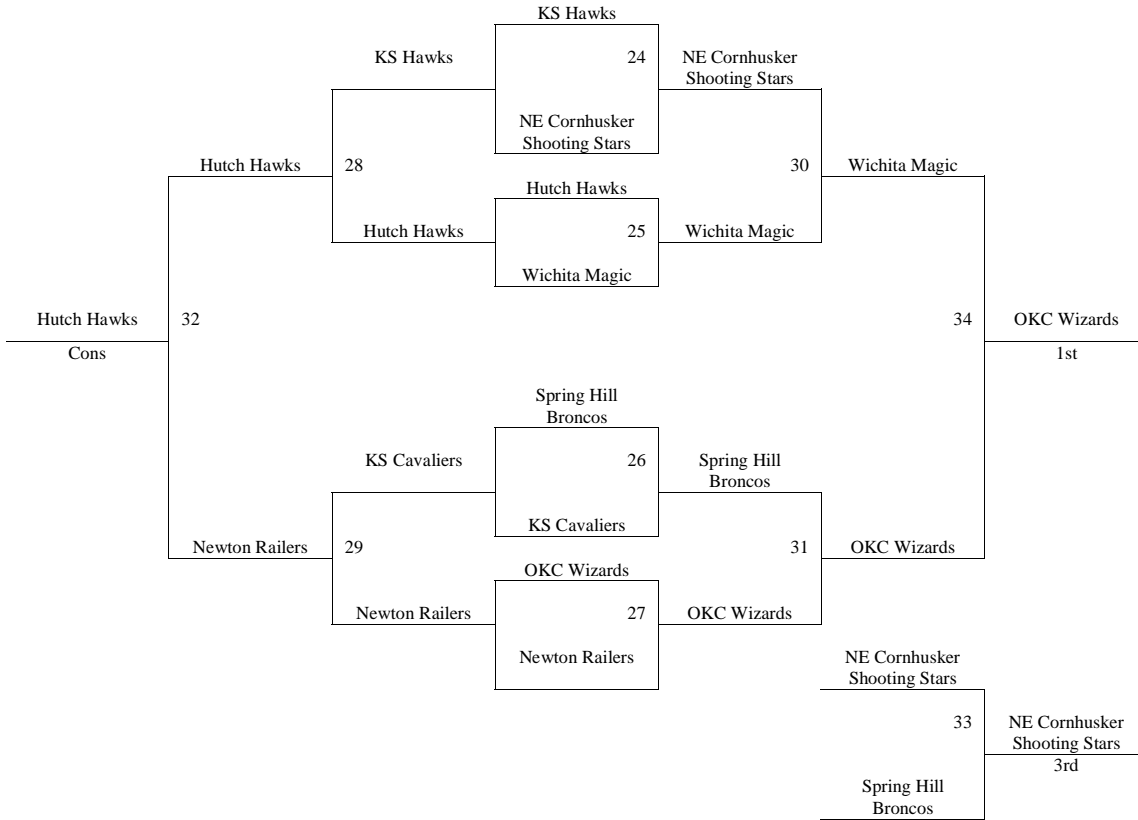 KS Hawks
KS Hawks
24
NE Cornhusker
Shooting Stars
NE Cornhusker
Shooting Stars
Hutch Hawks
28
30
Wichita Magic
Hutch Hawks
Hutch Hawks
25
Wichita Magic
Wichita Magic
Hutch Hawks
32
34
OKC Wizards
Cons
1st
Spring Hill
Broncos
KS Cavaliers
26
Spring Hill
Broncos
KS Cavaliers
Newton Railers
29
31
OKC Wizards
OKC Wizards
Newton Railers
27
OKC Wizards
Newton Railers
NE Cornhusker
Shooting Stars
33
NE Cornhusker
Shooting Stars
3rd
Spring Hill
Broncos